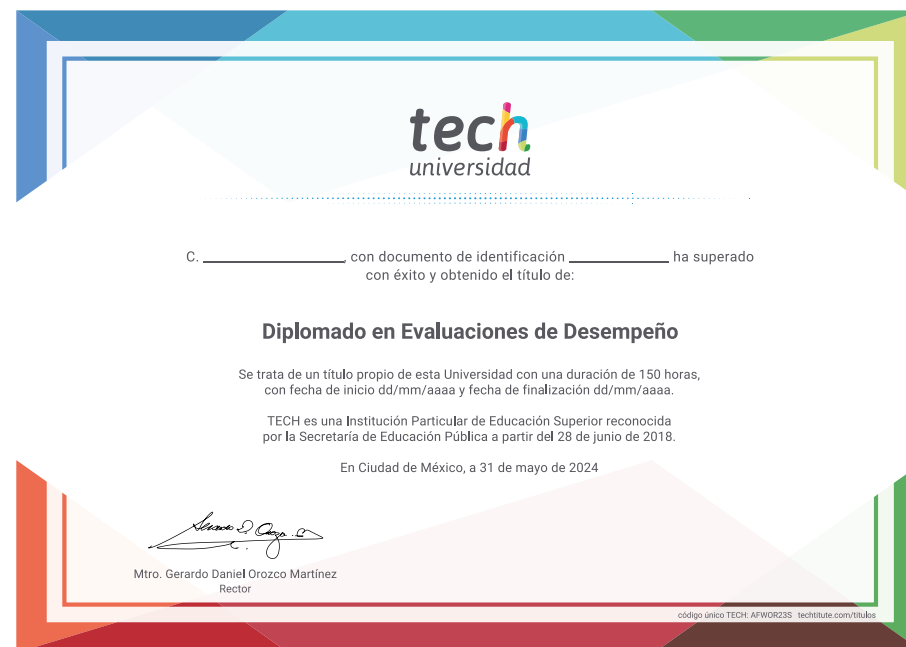 tech
universidad
C. ____________, con documento de identificación ____________ ha superado
con éxito y obtenido el título de:
Diplomado en Evaluaciones de Desempeño
Se trata de un título propio de esta Universidad con una duración de 150 horas,
con fecha de inicio dd/mm/aaaa y fecha de finalización dd/mm/aaaa.
TECH es una Institución Particular de Educación Superior reconocida
por la Secretaría de Educación Pública a partir del 28 de junio de 2018.
En Ciudad de México, a 31 de mayo de 2024
Mtro. Gerardo Daniel Orozco Martínez
Rector
código único TECH: AFWOR23S techtitute.com/titulos